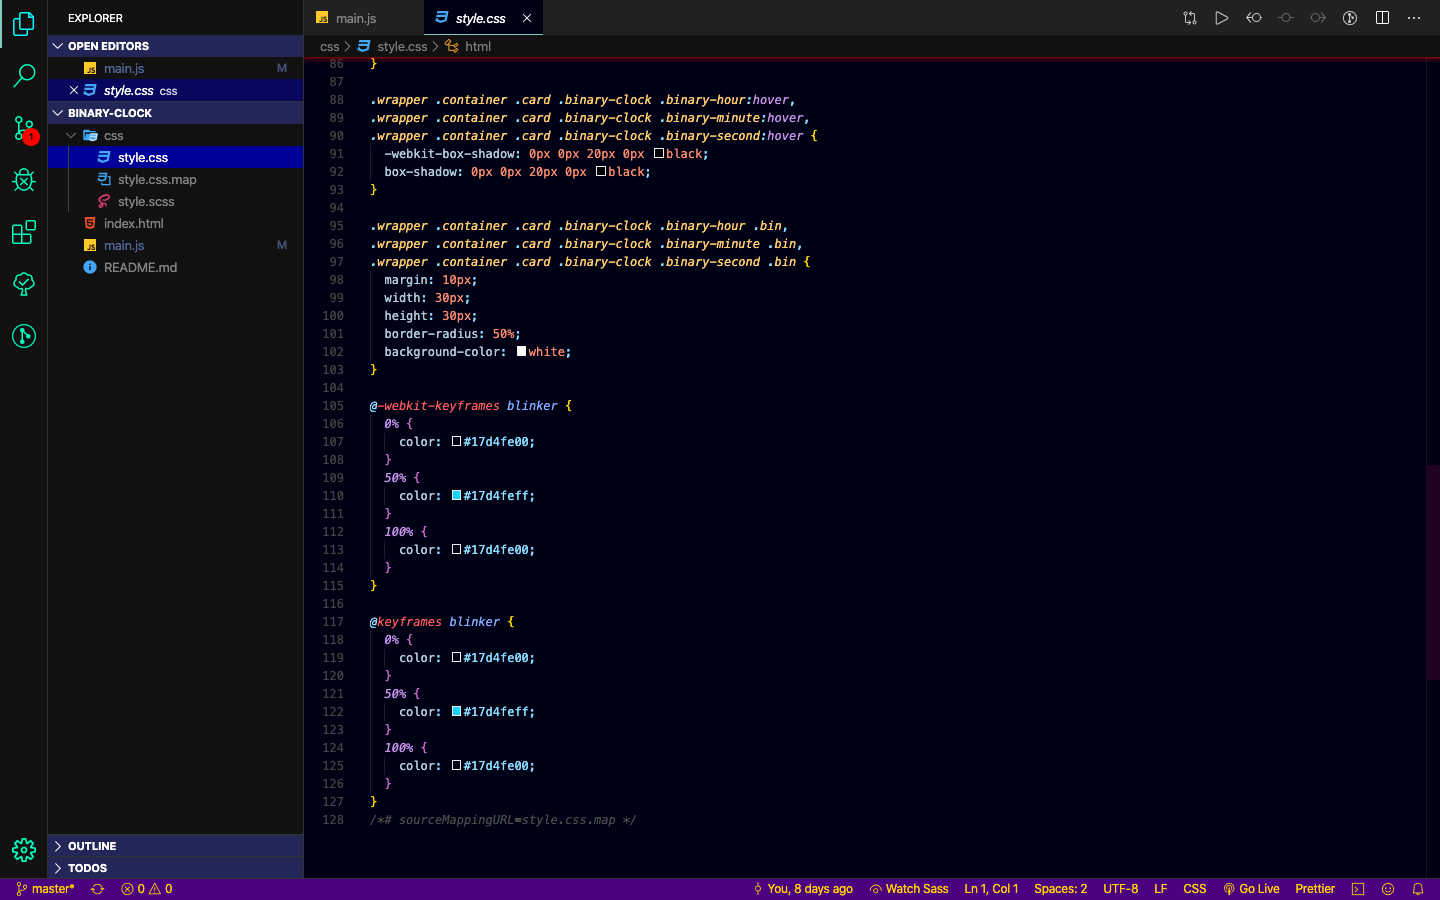 EXPLORER
OPEN EDITORS
main.js M
style.css css
BINARY-CLOCK
css
style.css
style.css.map
style.scss
index.html
main.js M
README.md
OUTLINE
TODOS
1
main.js
style.css
css > style.css > html
86 }
87
88 .wrapper .container .card .binary-clock .binary-hour:hover,
89 .wrapper .container .card .binary-clock .binary-minute:hover,
90 .wrapper .container .card .binary-clock .binary-second:hover {
91 -webkit-box-shadow: 0px 0px 20px 0px black;
92 box-shadow: 0px 0px 20px 0px black;
93 }
94
95 .wrapper .container .card .binary-clock .binary-hour .bin,
96 .wrapper .container .card .binary-clock .binary-minute .bin,
97 .wrapper .container .card .binary-clock .binary-second .bin {
98 margin: 10px;
99 width: 30px;
100 height: 30px;
101 border-radius: 50%;
102 background-color: white;
103 }
104
105 @-webkit-keyframes blinker {
106 0% {
107 color: #17d4fe00;
108 }
109 50% {
110 color: #17d4feff;
111 }
112 100% {
113 color: #17d4fe00;
114 }
115 }
116
117 @keyframes blinker {
118 0% {
119 color: #17d4fe00;
120 }
121 50% {
122 color: #17d4feff;
123 }
124 100% {
125 color: #17d4fe00;
126 }
127 }
128 /*# sourceMappingURL=style.css.map */
master* 0 0 You, 8 days ago Watch Sass Ln 1, Col 1 Spaces: 2 UTF-8 LF CSS Go Live Prettier